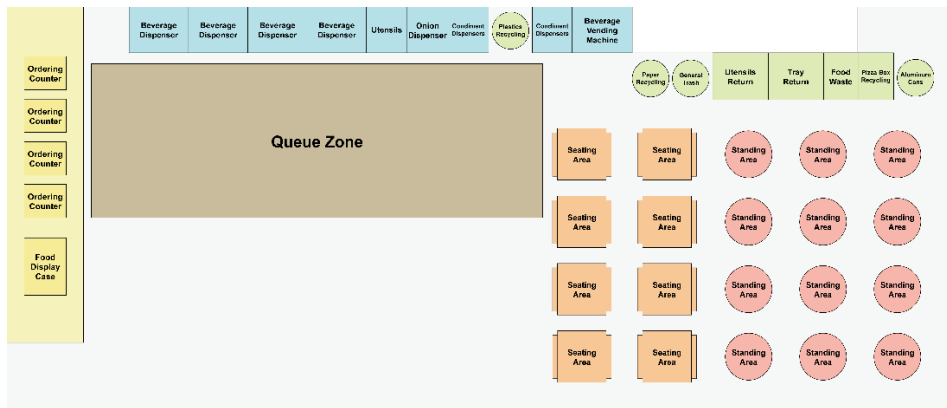 Beverage
Dispenser
Beverage
Dispenser
Beverage
Dispenser
Beverage
Dispenser
Utensils
Onion
Dispenser
Condiment
Dispensers
Plastics
Recycling
Condiment
Dispensers
Beverage
Vending
Machine
Ordering
Counter
Ordering
Counter
Ordering
Counter
Ordering
Counter
Food
Display
Case
Queue Zone
Paper
Recycling
General
Trash
Utensils
Return
Tray
Return
Food
Waste
Pizza Box
Recycling
Aluminum
Cans
Seating
Area
Seating
Area
Standing
Area
Standing
Area
Standing
Area
Seating
Area
Seating
Area
Standing
Area
Standing
Area
Standing
Area
Seating
Area
Seating
Area
Standing
Area
Standing
Area
Standing
Area
Seating
Area
Seating
Area
Standing
Area
Standing
Area
Standing
Area